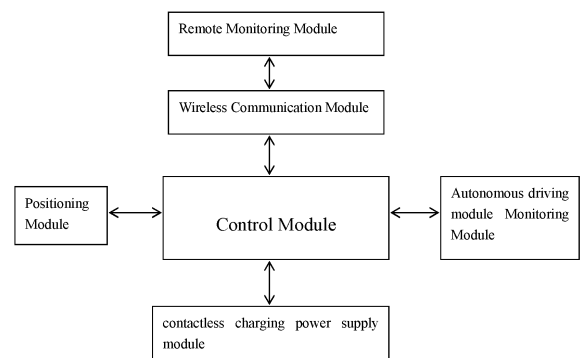 Remote Monitoring Module
Wireless Communication Module
Positioning
Module
Control Module
Autonomous driving
module Monitoring
Module
contactless charging power supply
module